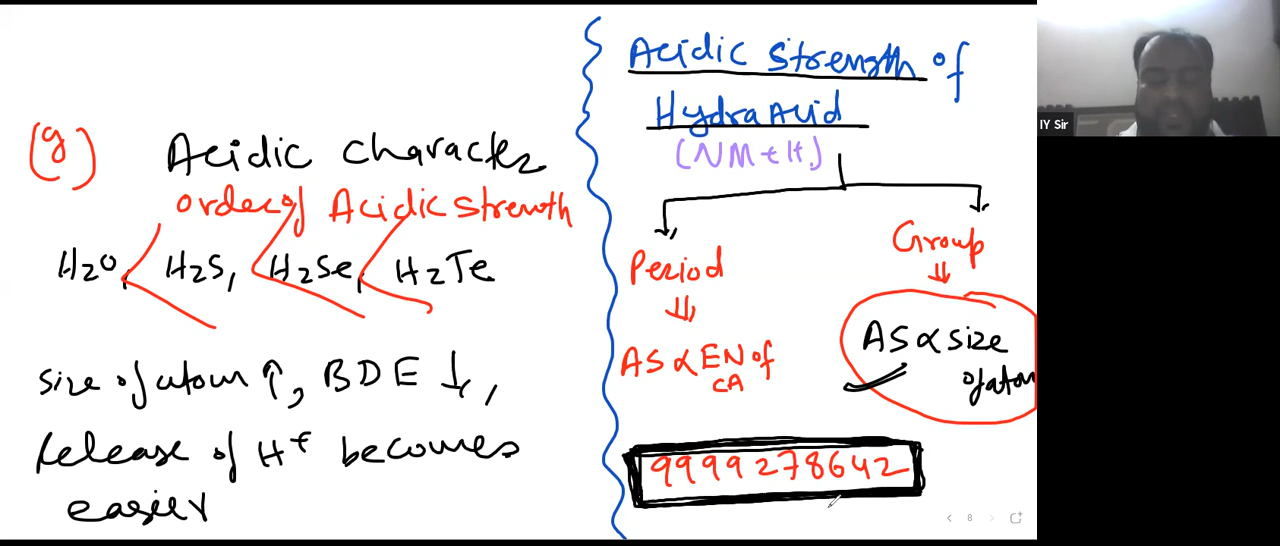 (g) Acidic character
order of Acidic strength
H2O, < H2S, < H2Se, < H2Te
size of atom ↑, BDE ↓,
release of H+ becomes
easier
Acidic Strength of
HydraAcid
(NM+H)
Period
⇓
AS ∝ EN of
CA
Group
⇓
AS ∝ size
of atom
9999278642
IY Sir
8